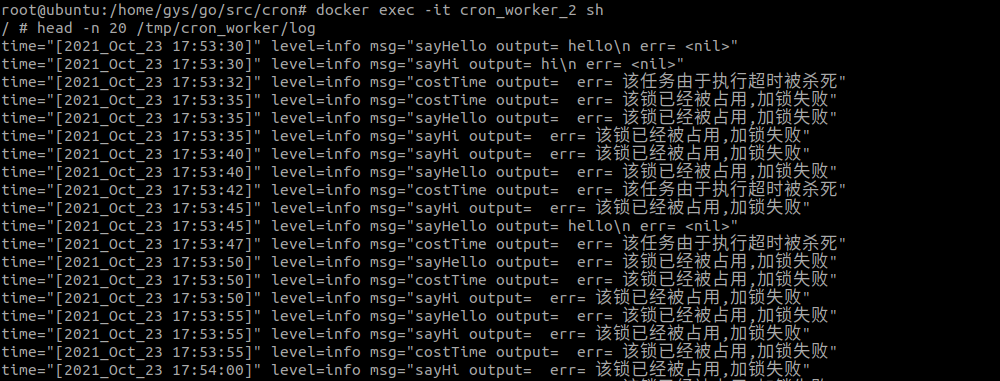 root@ubuntu:/home/gys/go/src/cron# docker exec -it cron_worker_2 sh
/ # head -n 20 /tmp/cron_worker/log
time="[2021_Oct_23 17:53:30]" level=info msg="sayHello output= hello\n err= <nil>"
time="[2021_Oct_23 17:53:30]" level=info msg="sayHi output= hi\n err= <nil>"
time="[2021_Oct_23 17:53:32]" level=info msg="costTime output=  err= 该任务由于执行超时被杀死"
time="[2021_Oct_23 17:53:35]" level=info msg="costTime output=  err= 该锁已经被占用,加锁失败"
time="[2021_Oct_23 17:53:35]" level=info msg="sayHello output=  err= 该锁已经被占用,加锁失败"
time="[2021_Oct_23 17:53:35]" level=info msg="sayHi output=  err= 该锁已经被占用,加锁失败"
time="[2021_Oct_23 17:53:40]" level=info msg="sayHi output=  err= 该锁已经被占用,加锁失败"
time="[2021_Oct_23 17:53:40]" level=info msg="sayHello output=  err= 该锁已经被占用,加锁失败"
time="[2021_Oct_23 17:53:42]" level=info msg="costTime output=  err= 该任务由于执行超时被杀死"
time="[2021_Oct_23 17:53:45]" level=info msg="sayHi output=  err= 该锁已经被占用,加锁失败"
time="[2021_Oct_23 17:53:45]" level=info msg="sayHello output= hello\n err= <nil>"
time="[2021_Oct_23 17:53:47]" level=info msg="costTime output=  err= 该任务由于执行超时被杀死"
time="[2021_Oct_23 17:53:50]" level=info msg="sayHello output=  err= 该锁已经被占用,加锁失败"
time="[2021_Oct_23 17:53:50]" level=info msg="costTime output=  err= 该锁已经被占用,加锁失败"
time="[2021_Oct_23 17:53:50]" level=info msg="sayHi output=  err= 该锁已经被占用,加锁失败"
time="[2021_Oct_23 17:53:55]" level=info msg="sayHello output=  err= 该锁已经被占用,加锁失败"
time="[2021_Oct_23 17:53:55]" level=info msg="sayHi output=  err= 该锁已经被占用,加锁失败"
time="[2021_Oct_23 17:53:55]" level=info msg="costTime output=  err= 该锁已经被占用,加锁失败"
time="[2021_Oct_23 17:54:00]" level=info msg="sayHi output=  err= 该锁已经被占用,加锁失败"